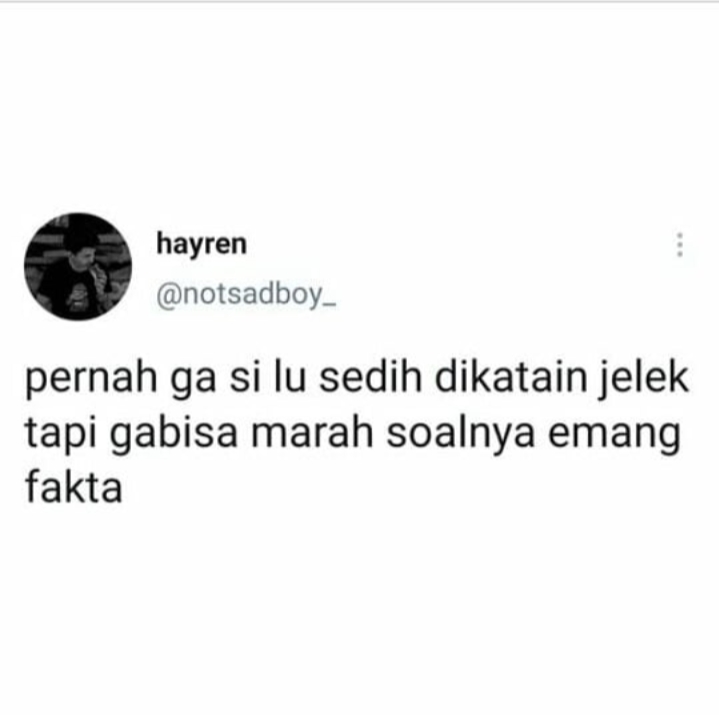 hayren
@notsadboy_
pernah ga si lu sedih dikatain jelek
tapi gabisa marah soalnya emang
fakta